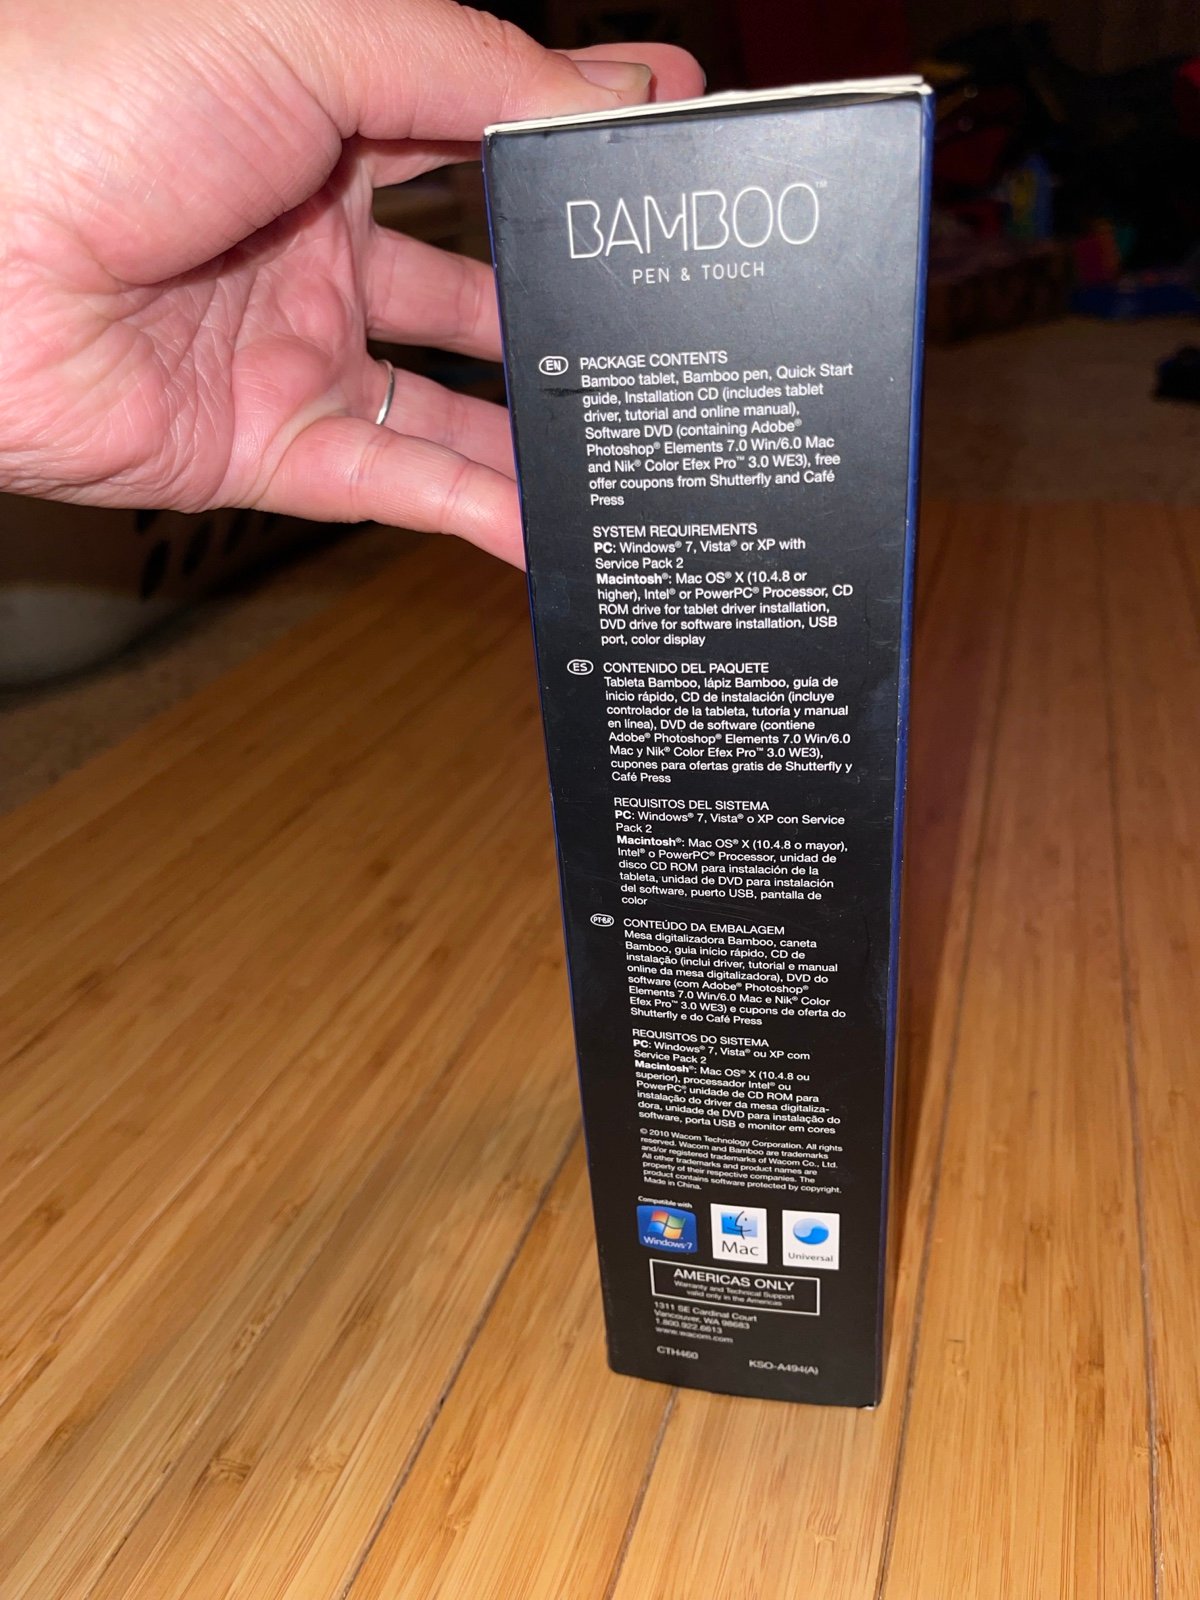 BAMBOO™
PEN & TOUCH
EN PACKAGE CONTENTS
Bamboo tablet, Bamboo pen, Quick Start
guide, Installation CD (includes tablet
driver, tutorial and online manual),
Software DVD (containing Adobe®
Photoshop® Elements 7.0 Win/6.0 Mac
and Nik® Color Efex Pro™ 3.0 WE3), free
offer coupons from Shutterfly and Café
Press
SYSTEM REQUIREMENTS
PC: Windows® 7, Vista® or XP with
Service Pack 2
Macintosh®: Mac OS® X (10.4.8 or
higher), Intel® or PowerPC® Processor, CD
ROM drive for tablet driver installation,
DVD drive for software installation, USB
port, color display
ES CONTENIDO DEL PAQUETE
Tableta Bamboo, lápiz Bamboo, guía de
inicio rápido, CD de instalación (incluye
controlador de la tableta, tutoría y manual
en línea), DVD de software (contiene
Adobe® Photoshop® Elements 7.0 Win/6.0
Mac y Nik® Color Efex Pro™ 3.0 WE3),
cupones para ofertas gratis de Shutterfly y
Café Press
REQUISITOS DEL SISTEMA
PC: Windows® 7, Vista® o XP con Service
Pack 2
Macintosh®: Mac OS® X (10.4.8 o mayor),
Intel® o PowerPC® Processor, unidad de
disco CD ROM para instalación de la
tableta, unidad de DVD para instalación
del software, puerto USB, pantalla de
color
PT-BR CONTEÚDO DA EMBALAGEM
Mesa digitalizadora Bamboo, caneta
Bamboo, guia início rápido, CD de
instalação (inclui driver, tutorial e manual
online da mesa digitalizadora), DVD do
software (com Adobe® Photoshop®
Elements 7.0 Win/6.0 Mac e Nik® Color
Efex Pro™ 3.0 WE3) e cupons de oferta do
Shutterfly e do Café Press
REQUISITOS DO SISTEMA
PC: Windows® 7, Vista® ou XP com
Service Pack 2
Macintosh®: Mac OS® X (10.4.8 ou
superior), processador Intel® ou
PowerPC®, unidade de CD ROM para
instalação do driver da mesa digitaliza-
dora, unidade de DVD para instalação do
software, porta USB e monitor em cores
© 2010 Wacom Technology Corporation. All rights
reserved. Wacom and Bamboo are trademarks
and/or registered trademarks of Wacom Co., Ltd.
All other trademarks and product names are
property of their respective companies. The
product contains software protected by copyright.
Made in China.
Compatible with
Windows®7
Mac
Universal
AMERICAS ONLY
Warranty and Technical Support
valid only in the Americas
1311 SE Cardinal Court
Vancouver, WA 98683
1.800.922.6613
www.wacom.com
CTH460 KSO-A494(A)